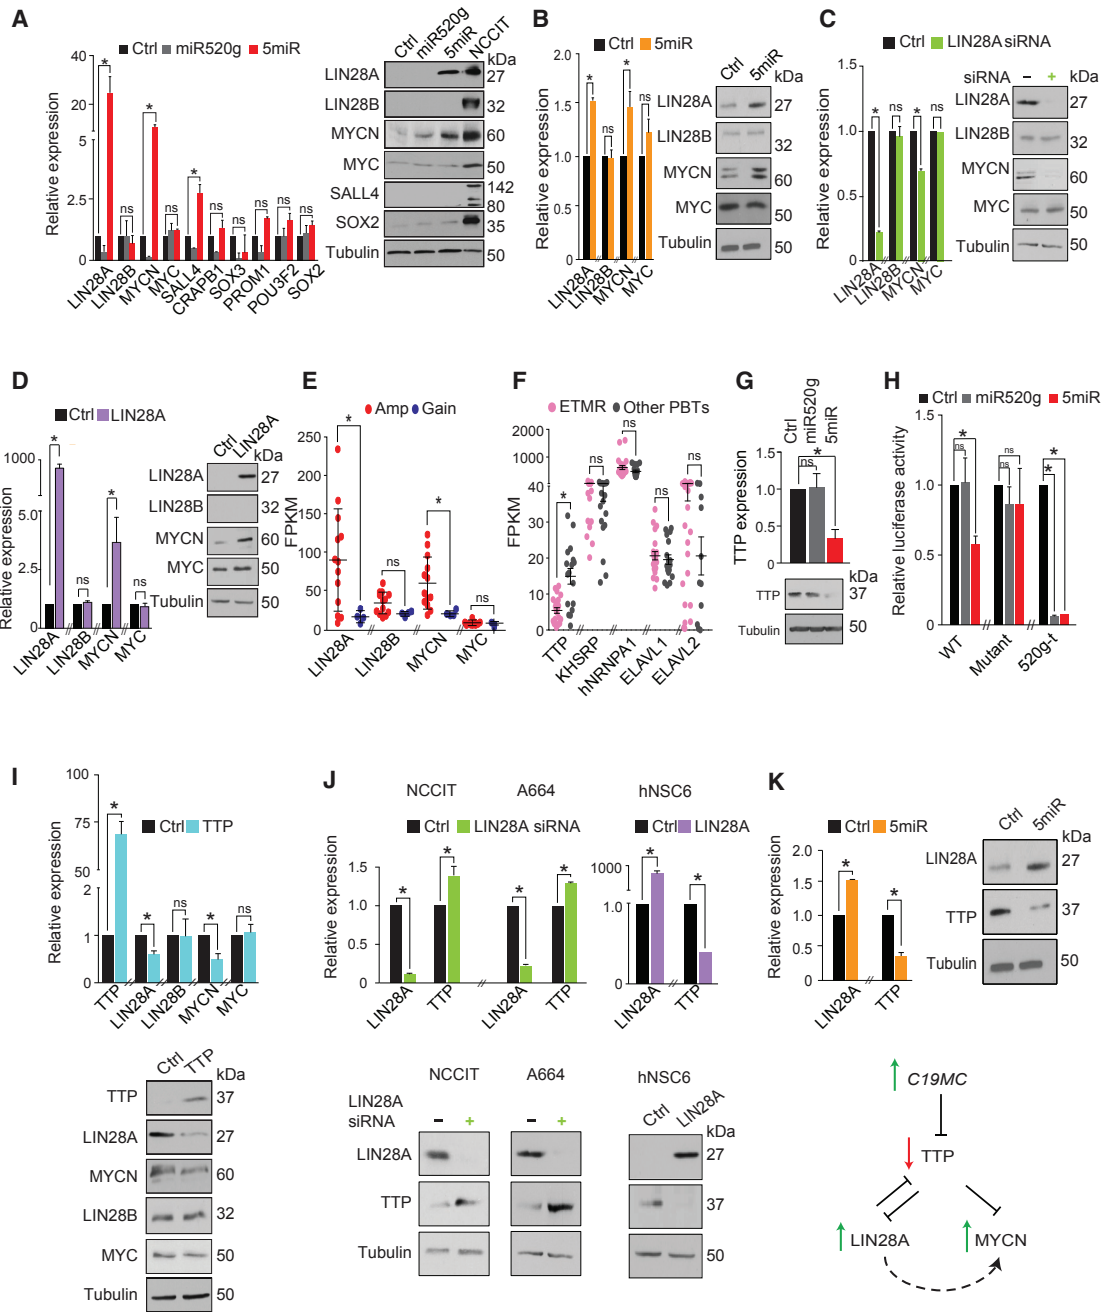 A
Ctrl miR520g 5miR
Relative expression
40
20
5
2.5
0
* ns * ns * ns ns ns ns ns
LIN28A LIN28B MYCN MYC SALL4 CRAPB1 SOX3 PROM1 POU3F2 SOX2
Ctrl miR520g 5miR NCCIT
kDa
LIN28A 27
LIN28B 32
MYCN 60
MYC 50
SALL4 142
80
SOX2 35
Tubulin 50
B
Ctrl 5miR
Relative expression
2.0
1.5
1.0
0.5
0
* ns * ns
LIN28A LIN28B MYCN MYC
Ctrl 5miR
kDa
LIN28A 27
LIN28B 32
MYCN 60
MYC 50
Tubulin 50
C
Ctrl LIN28A siRNA
Relative expression
1.5
1.0
0.5
0
* ns * ns
LIN28A LIN28B MYCN MYC
siRNA − + kDa
LIN28A 27
LIN28B 32
MYCN 60
MYC 50
Tubulin 50
D
Ctrl LIN28A
Relative expression
1000
5.0
2.5
0
* ns * ns
LIN28A LIN28B MYCN MYC
Ctrl LIN28A
kDa
LIN28A 27
LIN28B 32
MYCN 60
MYC 50
Tubulin 50
E
Amp Gain
FPKM
250
200
150
100
50
0
* ns * ns
LIN28A LIN28B MYCN MYC
F
ETMR Other PBTs
FPKM
2000
1000
40
30
20
10
0
* ns ns ns ns
TTP KHSRP hNRNPA1 ELAVL1 ELAVL2
G
Ctrl miR520g 5miR
TTP expression
1.5
1.0
0.5
0
ns *
kDa
TTP 37
Tubulin 50
H
Ctrl miR520g 5miR
Relative luciferase activity
1.5
1.0
0.5
0
ns * ns ns * *
WT Mutant 520g-t
I
Ctrl TTP
Relative expression
100
75
50
2
1
0
* * ns * ns
TTP LIN28A LIN28B MYCN MYC
Ctrl TTP
kDa
TTP 37
LIN28A 27
MYCN 60
LIN28B 32
MYC 50
Tubulin 50
J
NCCIT A664 hNSC6
Ctrl LIN28A siRNA Ctrl LIN28A
Relative expression
1.5
1.0
0.5
0
1000
1.0
0
* * * * * *
LIN28A TTP LIN28A TTP LIN28A TTP
NCCIT A664 hNSC6
LIN28A
siRNA − + − + Ctrl LIN28A
kDa
LIN28A 27
TTP 37
Tubulin 50
K
Ctrl 5miR
Relative expression
2.0
1.5
1.0
0.5
0
* *
LIN28A TTP
Ctrl 5miR
kDa
LIN28A 27
TTP 37
Tubulin 50
C19MC
TTP
LIN28A MYCN